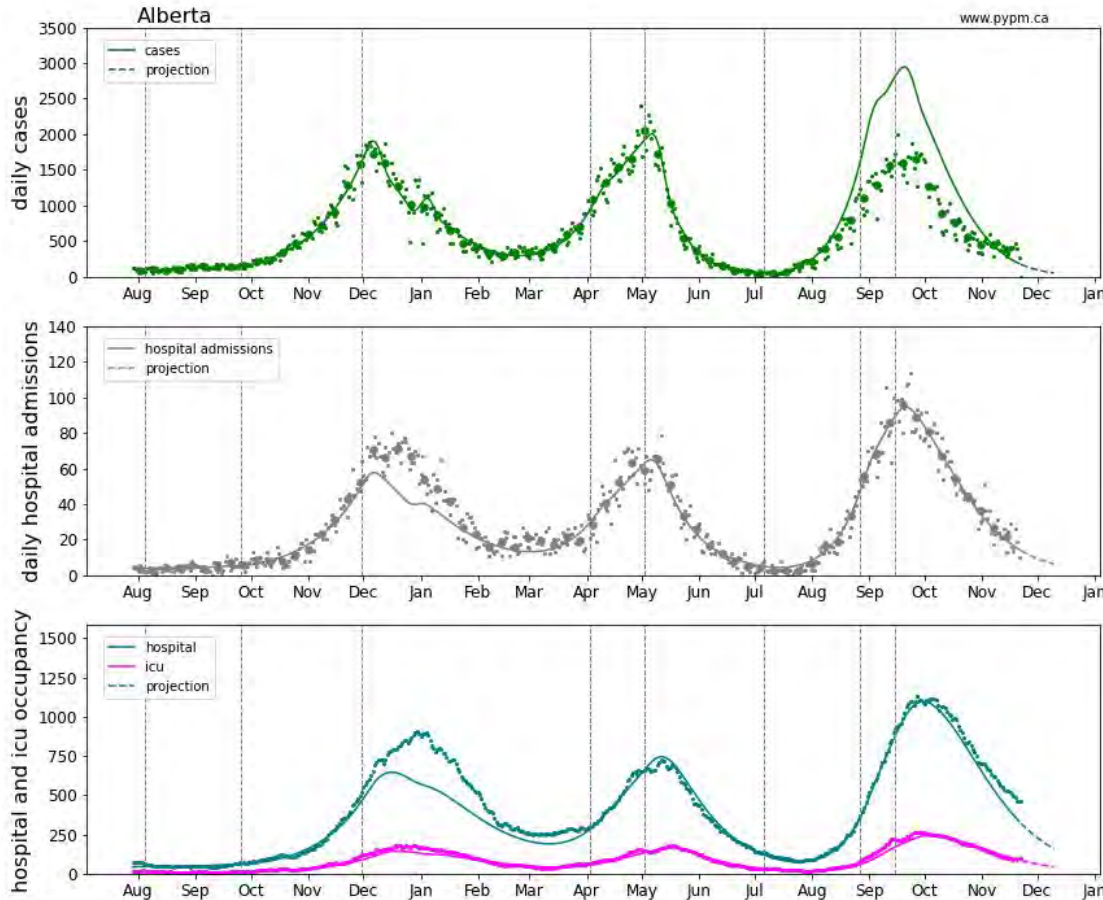 Alberta
www.pypm.ca
daily cases
3500
3000
2500
2000
1500
1000
500
0
cases
projection
Aug Sep Oct Nov Dec Jan Feb Mar Apr May Jun Jul Aug Sep Oct Nov Dec Jan
daily hospital admissions
140
120
100
80
60
40
20
0
hospital admissions
projection
Aug Sep Oct Nov Dec Jan Feb Mar Apr May Jun Jul Aug Sep Oct Nov Dec Jan
hospital and icu occupancy
1500
1250
1000
750
500
250
0
hospital
icu
projection
Aug Sep Oct Nov Dec Jan Feb Mar Apr May Jun Jul Aug Sep Oct Nov Dec Jan